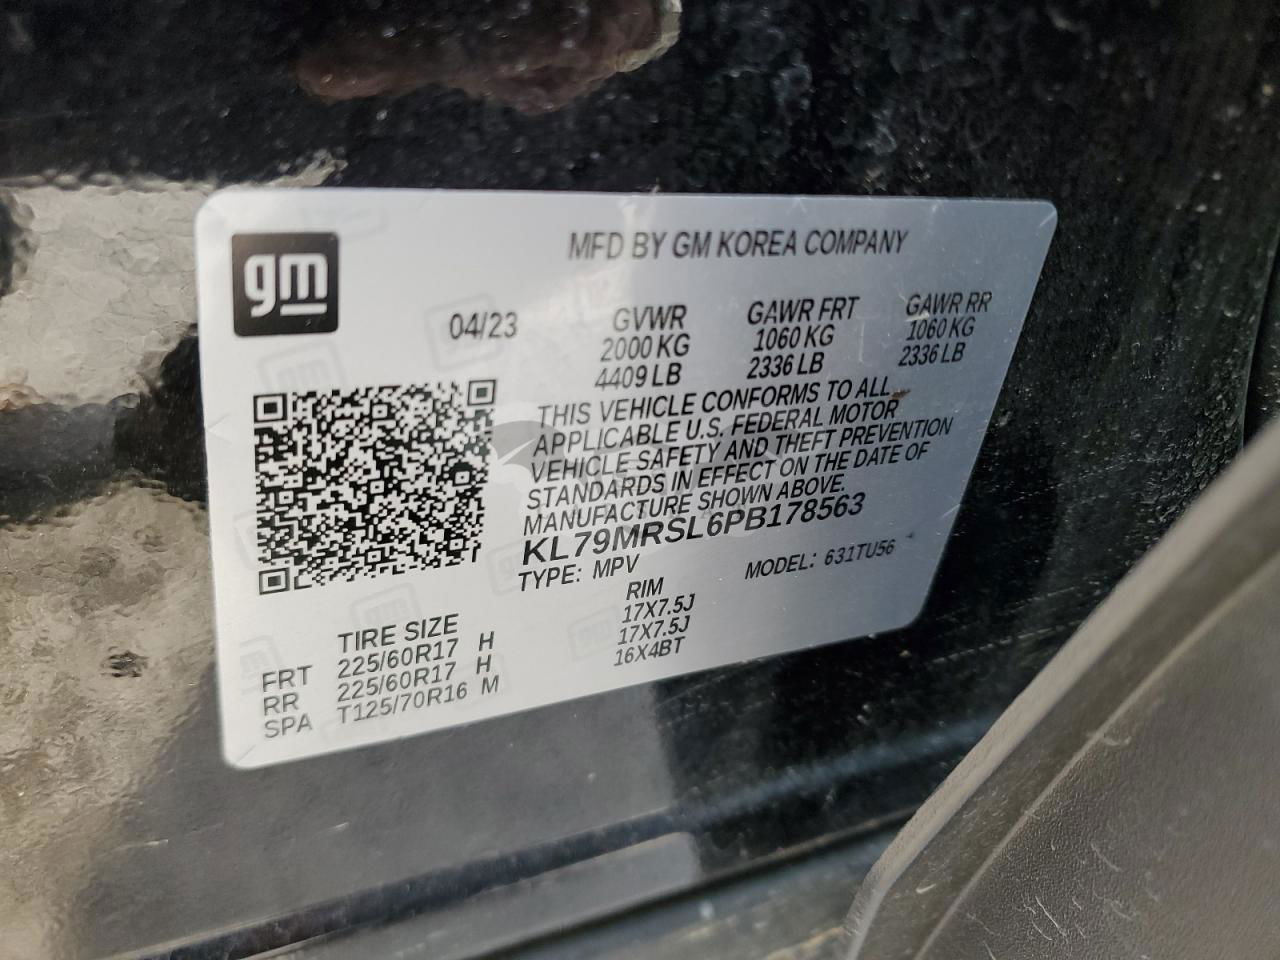 gm
MFD BY GM KOREA COMPANY
04/23 GVWR GAWR FRT GAWR RR
2000 KG 1060 KG 1060 KG
4409 LB 2336 LB 2336 LB
THIS VEHICLE CONFORMS TO ALL
APPLICABLE U.S. FEDERAL MOTOR
VEHICLE SAFETY AND THEFT PREVENTION
STANDARDS IN EFFECT ON THE DATE OF
MANUFACTURE SHOWN ABOVE.
KL79MRSL6PB178563
TYPE: MPV MODEL: 631TU56
TIRE SIZE RIM
FRT 225/60R17 H 17X7.5J
RR 225/60R17 H 17X7.5J
SPA T125/70R16 M 16X4BT